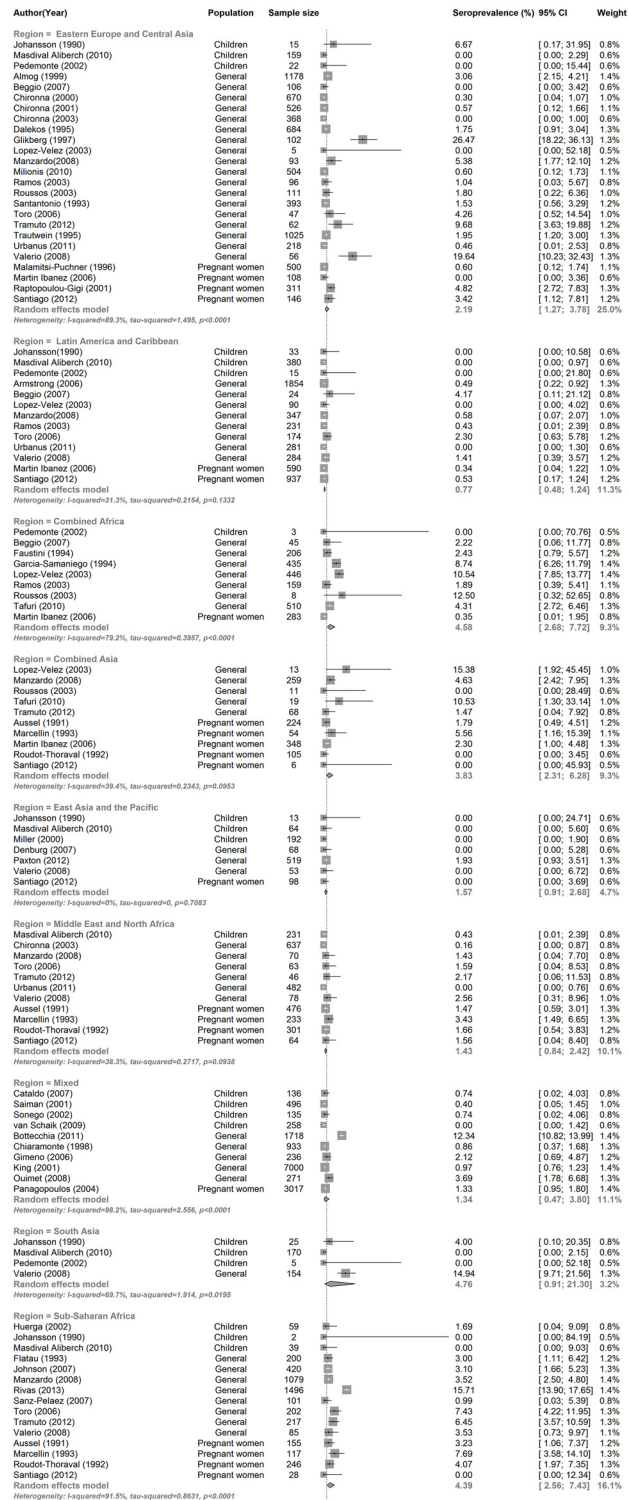 Author(Year) Population Sample size Seroprevalence (%) 95% CI Weight
Region = Eastern Europe and Central Asia
Johansson (1990) Children 15 6.67 [ 0.17; 31.95] 0.8%
Masdival Aliberch (2010) Children 159 0.00 [ 0.00; 2.29] 0.6%
Pedemonte (2002) Children 22 0.00 [ 0.00; 15.44] 0.6%
Almog (1999) General 1178 3.06 [ 2.15; 4.21] 1.3%
Beggio (2007) General 106 0.00 [ 0.00; 3.42] 0.6%
Chironna (2000) General 670 0.30 [ 0.04; 1.07] 1.0%
Chironna (2001) General 526 0.57 [ 0.12; 1.66] 1.1%
Chironna (2003) General 368 0.00 [ 0.00; 1.00] 0.6%
Dalekos (1995) General 684 1.75 [ 0.91; 3.04] 1.3%
Glikberg (1997) General 102 26.47 [18.22; 36.13] 1.3%
Lopez-Velez (2003) General 5 0.00 [ 0.00; 52.18] 0.5%
Manzardo(2008) General 93 5.38 [ 1.77; 12.10] 1.2%
Milionis (2010) General 504 0.60 [ 0.12; 1.73] 1.1%
Ramos (2003) General 96 1.04 [ 0.03; 5.67] 0.8%
Roussos (2003) General 111 1.80 [ 0.22; 6.36] 1.0%
Santantonio (1993) General 393 1.53 [ 0.56; 3.29] 1.2%
Toro (2006) General 47 4.26 [ 0.52; 14.54] 1.0%
Tramuto (2012) General 62 9.68 [ 3.63; 19.88] 1.2%
Trautwein (1995) General 1025 1.95 [ 1.20; 3.00] 1.3%
Urbanus (2011) General 218 0.46 [ 0.01; 2.53] 0.8%
Valerio (2008) General 56 19.64 [10.23; 32.43] 1.3%
Malamitsi-Puchner (1996) Pregnant women 500 0.60 [ 0.12; 1.74] 1.1%
Martin Ibanez (2006) Pregnant women 108 0.00 [ 0.00; 3.36] 0.6%
Raptopoulou-Gigi (2001) Pregnant women 311 4.82 [ 2.72; 7.83] 1.3%
Santiago (2012) Pregnant women 146 3.42 [ 1.12; 7.81] 1.2%
Random effects model 2.19 [ 1.27; 3.78] 25.0%
Heterogeneity: I-squared=89.3%, tau-squared=1.495, p<0.0001
Region = Latin America and Caribbean
Johansson(1990) Children 33 0.00 [ 0.00; 10.58] 0.6%
Masdival Aliberch (2010) Children 380 0.00 [ 0.00; 0.97] 0.6%
Pedemonte (2002) Children 15 0.00 [ 0.00; 21.80] 0.6%
Armstrong (2006) General 1854 0.49 [ 0.22; 0.92] 1.3%
Beggio (2007) General 24 4.17 [ 0.11; 21.12] 0.8%
Lopez-Velez (2003) General 90 0.00 [ 0.00; 4.02] 0.6%
Manzardo(2008) General 347 0.58 [ 0.07; 2.07] 1.0%
Ramos (2003) General 231 0.43 [ 0.01; 2.39] 0.8%
Toro (2006) General 174 2.30 [ 0.63; 5.78] 1.2%
Urbanus (2011) General 281 0.00 [ 0.00; 1.30] 0.6%
Valerio (2008) General 284 1.41 [ 0.39; 3.57] 1.2%
Martin Ibanez (2006) Pregnant women 590 0.34 [ 0.04; 1.22] 1.0%
Santiago (2012) Pregnant women 937 0.53 [ 0.17; 1.24] 1.2%
Random effects model 0.77 [ 0.48; 1.24] 11.3%
Heterogeneity: I-squared=31.3%, tau-squared=0.2154, p=0.1332
Region = Combined Africa
Pedemonte (2002) Children 3 0.00 [ 0.00; 70.76] 0.5%
Beggio (2007) General 45 2.22 [ 0.06; 11.77] 0.8%
Faustini (1994) General 206 2.43 [ 0.79; 5.57] 1.2%
Garcia-Samaniego (1994) General 435 8.74 [ 6.26; 11.79] 1.3%
Lopez-Velez (2003) General 446 10.54 [ 7.85; 13.77] 1.3%
Ramos (2003) General 159 1.89 [ 0.39; 5.41] 1.1%
Roussos (2003) General 8 12.50 [ 0.32; 52.65] 0.8%
Tafuri (2010) General 510 4.31 [ 2.72; 6.46] 1.3%
Martin Ibanez (2006) Pregnant women 283 0.35 [ 0.01; 1.95] 0.8%
Random effects model 4.58 [ 2.68; 7.72] 9.3%
Heterogeneity: I-squared=79.2%, tau-squared=0.3957, p<0.0001
Region = Combined Asia
Lopez-Velez (2003) General 13 15.38 [ 1.92; 45.45] 1.0%
Manzardo (2008) General 259 4.63 [ 2.42; 7.95] 1.3%
Roussos (2003) General 11 0.00 [ 0.00; 28.49] 0.6%
Tafuri (2010) General 19 10.53 [ 1.30; 33.14] 1.0%
Tramuto (2012) General 68 1.47 [ 0.04; 7.92] 0.8%
Aussel (1991) Pregnant women 224 1.79 [ 0.49; 4.51] 1.2%
Marcellin (1993) Pregnant women 54 5.56 [ 1.16; 15.39] 1.1%
Martin Ibanez (2006) Pregnant women 348 2.30 [ 1.00; 4.48] 1.3%
Roudot-Thoraval (1992) Pregnant women 105 0.00 [ 0.00; 3.45] 0.6%
Santiago (2012) Pregnant women 6 0.00 [ 0.00; 45.93] 0.5%
Random effects model 3.83 [ 2.31; 6.28] 9.3%
Heterogeneity: I-squared=39.4%, tau-squared=0.2343, p=0.0953
Region = East Asia and the Pacific
Johansson (1990) Children 13 0.00 [ 0.00; 24.71] 0.6%
Masdival Aliberch (2010) Children 64 0.00 [ 0.00; 5.60] 0.6%
Miller (2000) Children 192 0.00 [ 0.00; 1.90] 0.6%
Denburg (2007) General 68 0.00 [ 0.00; 5.28] 0.6%
Paxton (2012) General 519 1.93 [ 0.93; 3.51] 1.2%
Valerio (2008) General 53 0.00 [ 0.00; 6.72] 0.6%
Santiago (2012) Pregnant women 98 0.00 [ 0.00; 3.69] 0.6%
Random effects model 1.57 [ 0.91; 2.68] 4.7%
Heterogeneity: I-squared=0%, tau-squared=0, p=0.7083
Region = Middle East and North Africa
Masdival Aliberch (2010) Children 231 0.43 [ 0.01; 2.39] 0.8%
Chironna (2003) General 637 0.16 [ 0.00; 0.87] 0.8%
Manzardo (2008) General 70 1.43 [ 0.04; 7.70] 0.8%
Toro (2006) General 63 1.59 [ 0.04; 8.53] 0.8%
Tramuto (2012) General 46 2.17 [ 0.06; 11.53] 0.8%
Urbanus (2011) General 482 0.00 [ 0.00; 0.76] 0.6%
Valerio (2008) General 78 2.56 [ 0.31; 8.96] 1.0%
Aussel (1991) Pregnant women 476 1.47 [ 0.59; 3.01] 1.2%
Marcellin (1993) Pregnant women 233 3.43 [ 1.49; 6.65] 1.3%
Roudot-Thoraval (1992) Pregnant women 301 1.66 [ 0.54; 3.83] 1.2%
Santiago (2012) Pregnant women 64 1.56 [ 0.04; 8.40] 0.8%
Random effects model 1.43 [ 0.84; 2.42] 10.1%
Heterogeneity: I-squared=38.3%, tau-squared=0.2717, p=0.0938
Region = Mixed
Cataldo (2007) Children 136 0.74 [ 0.02; 4.03] 0.8%
Saiman (2001) Children 496 0.40 [ 0.05; 1.45] 1.0%
Sonego (2002) Children 135 0.74 [ 0.02; 4.06] 0.8%
van Schaik (2009) Children 258 0.00 [ 0.00; 1.42] 0.6%
Bottecchia (2011) General 1718 12.34 [10.82; 13.99] 1.4%
Chiaramonte (1998) General 933 0.86 [ 0.37; 1.68] 1.3%
Gimeno (2006) General 236 2.12 [ 0.69; 4.87] 1.2%
King (2001) General 7000 0.97 [ 0.76; 1.23] 1.4%
Ouimet (2008) General 271 3.69 [ 1.78; 6.68] 1.3%
Panagopoulos (2004) Pregnant women 3017 1.33 [ 0.95; 1.80] 1.4%
Random effects model 1.34 [ 0.47; 3.80] 11.1%
Heterogeneity: I-squared=98.2%, tau-squared=2.556, p<0.0001
Region = South Asia
Johansson (1990) Children 25 4.00 [ 0.10; 20.35] 0.8%
Masdival Aliberch (2010) Children 170 0.00 [ 0.00; 2.15] 0.6%
Pedemonte (2002) Children 5 0.00 [ 0.00; 52.18] 0.5%
Valerio (2008) General 154 14.94 [ 9.71; 21.56] 1.3%
Random effects model 4.76 [ 0.91; 21.30] 3.2%
Heterogeneity: I-squared=69.7%, tau-squared=1.914, p=0.0195
Region = Sub-Saharan Africa
Huerga (2002) Children 59 1.69 [ 0.04; 9.09] 0.8%
Johansson (1990) Children 2 0.00 [ 0.00; 84.19] 0.5%
Masdival Aliberch (2010) Children 39 0.00 [ 0.00; 9.03] 0.6%
Flatau (1993) General 200 3.00 [ 1.11; 6.42] 1.2%
Johnson (2007) General 420 3.10 [ 1.66; 5.23] 1.3%
Manzardo (2008) General 1079 3.52 [ 2.50; 4.80] 1.3%
Rivas (2013) General 1496 15.71 [13.90; 17.65] 1.4%
Sanz-Pelaez (2007) General 101 0.99 [ 0.03; 5.39] 0.8%
Toro (2006) General 202 7.43 [ 4.22; 11.95] 1.3%
Tramuto (2012) General 217 6.45 [ 3.57; 10.59] 1.3%
Valerio (2008) General 85 3.53 [ 0.73; 9.97] 1.1%
Aussel (1991) Pregnant women 155 3.23 [ 1.06; 7.37] 1.2%
Marcellin (1993) Pregnant women 117 7.69 [ 3.58; 14.10] 1.3%
Roudot-Thoraval (1992) Pregnant women 246 4.07 [ 1.97; 7.35] 1.3%
Santiago (2012) Pregnant women 28 0.00 [ 0.00; 12.34] 0.6%
Random effects model 4.39 [ 2.56; 7.43] 16.1%
Heterogeneity: I-squared=91.5%, tau-squared=0.8631, p<0.0001